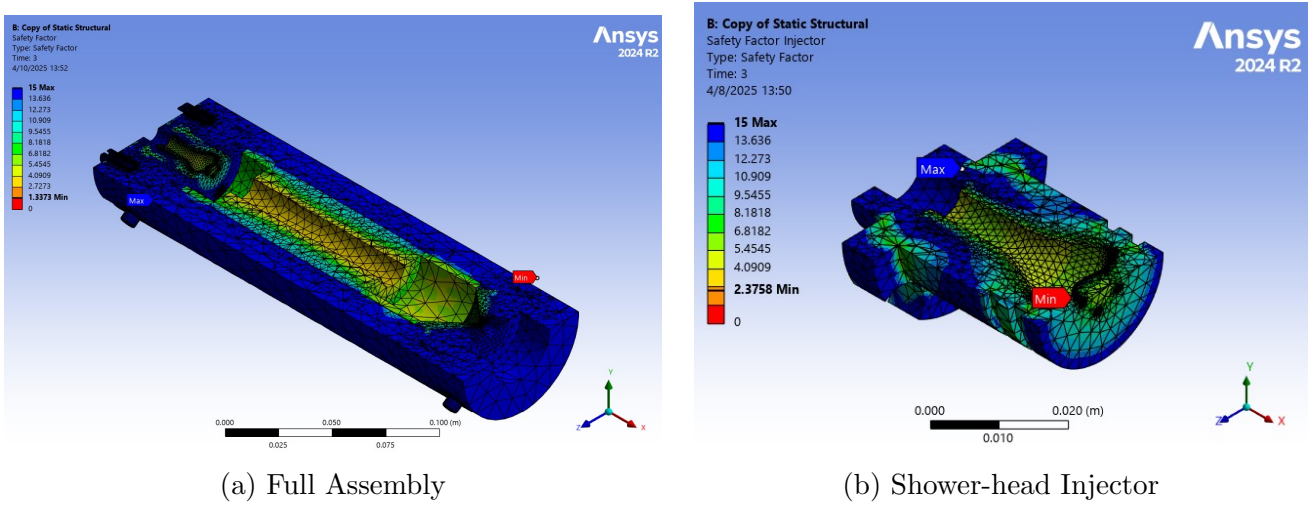 B: Copy of Static Structural
Safety Factor
Type: Safety Factor
Time: 3
4/10/2025 13:52
Ansys
2024 R2
15 Max
13.636
12.273
10.909
9.5455
8.1818
6.8182
5.4545
4.0909
2.7273
1.3373 Min
0
Max
Min
0.000
0.050
0.100 (m)
0.025
0.075
Y
Z
X
(a) Full Assembly
B: Copy of Static Structural
Safety Factor Injector
Type: Safety Factor
Time: 3
4/8/2025 13:50
Ansys
2024 R2
15 Max
13.636
12.273
10.909
9.5455
8.1818
6.8182
5.4545
4.0909
2.3758 Min
0
Max
Min
0.000
0.020 (m)
0.010
Y
Z
X
(b) Shower-head Injector